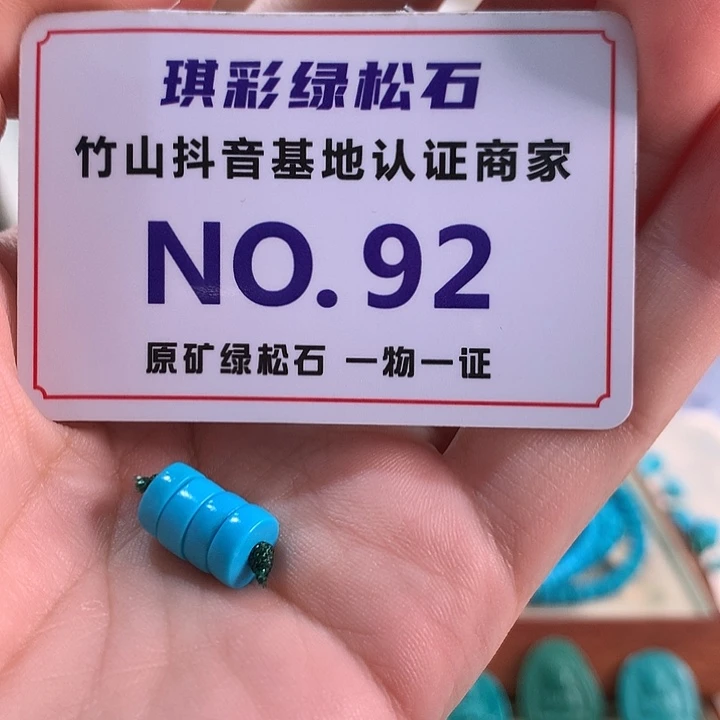 琪彩绿松石
竹山抖音基地认证商家
NO.92
原矿绿松石 一物一证